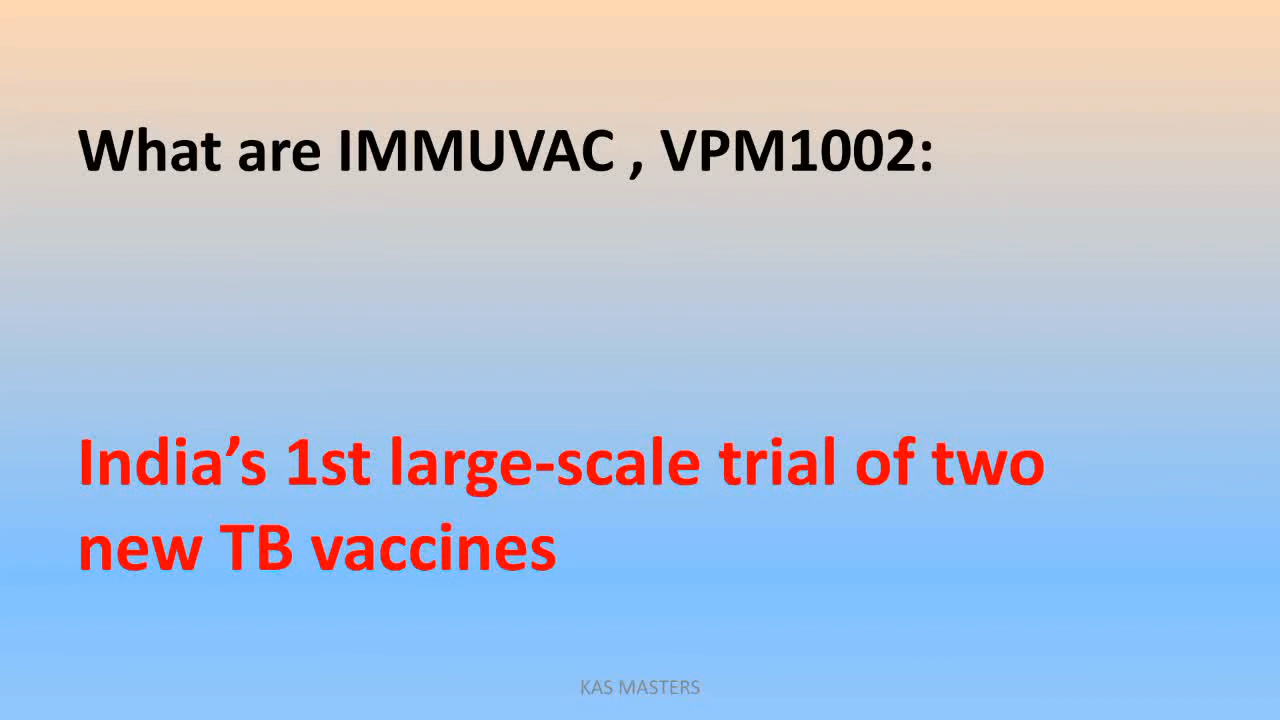 What are IMMUVAC , VPM1002:
India’s 1st large-scale trial of two
new TB vaccines
KAS MASTERS